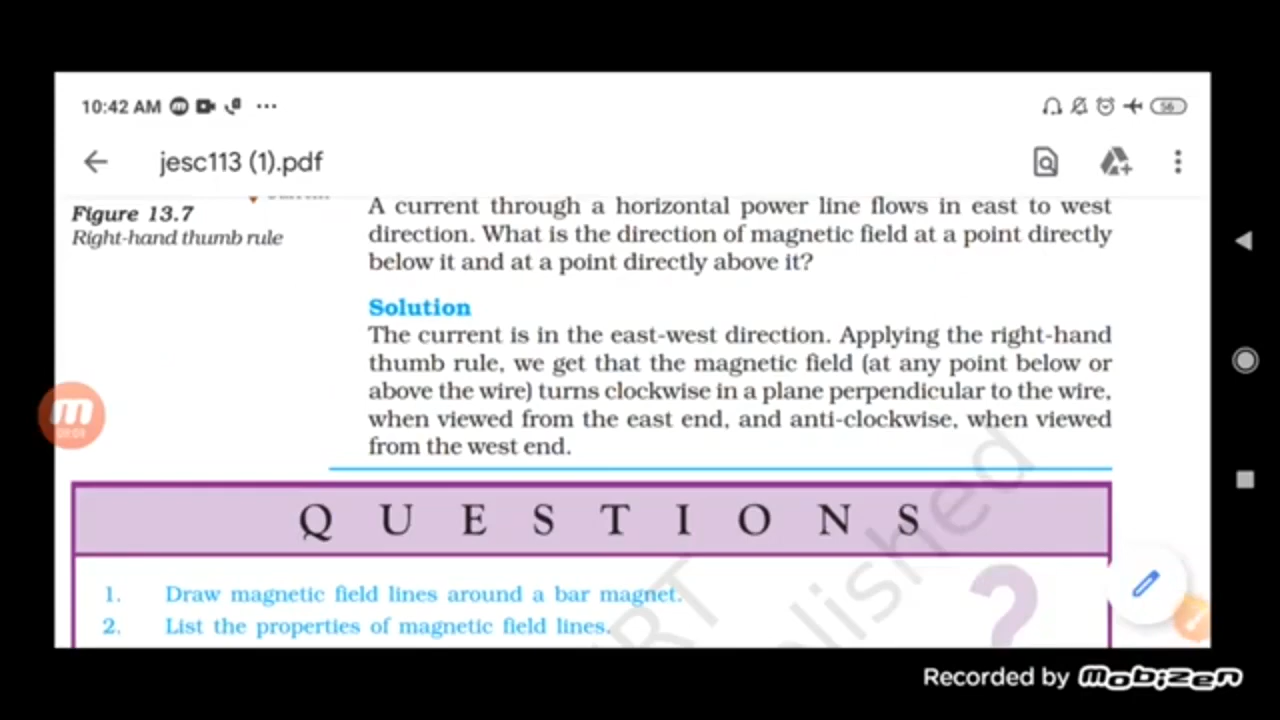 10:42 AM
56
jesc113 (1).pdf
Figure 13.7
Right-hand thumb rule
A current through a horizontal power line flows in east to west
direction. What is the direction of magnetic field at a point directly
below it and at a point directly above it?
Solution
The current is in the east-west direction. Applying the right-hand
thumb rule, we get that the magnetic field (at any point below or
above the wire) turns clockwise in a plane perpendicular to the wire,
when viewed from the east end, and anti-clockwise, when viewed
from the west end.
QUESTIONS
?
1. Draw magnetic field lines around a bar magnet.
2. List the properties of magnetic field lines.
Recorded by Mobizen